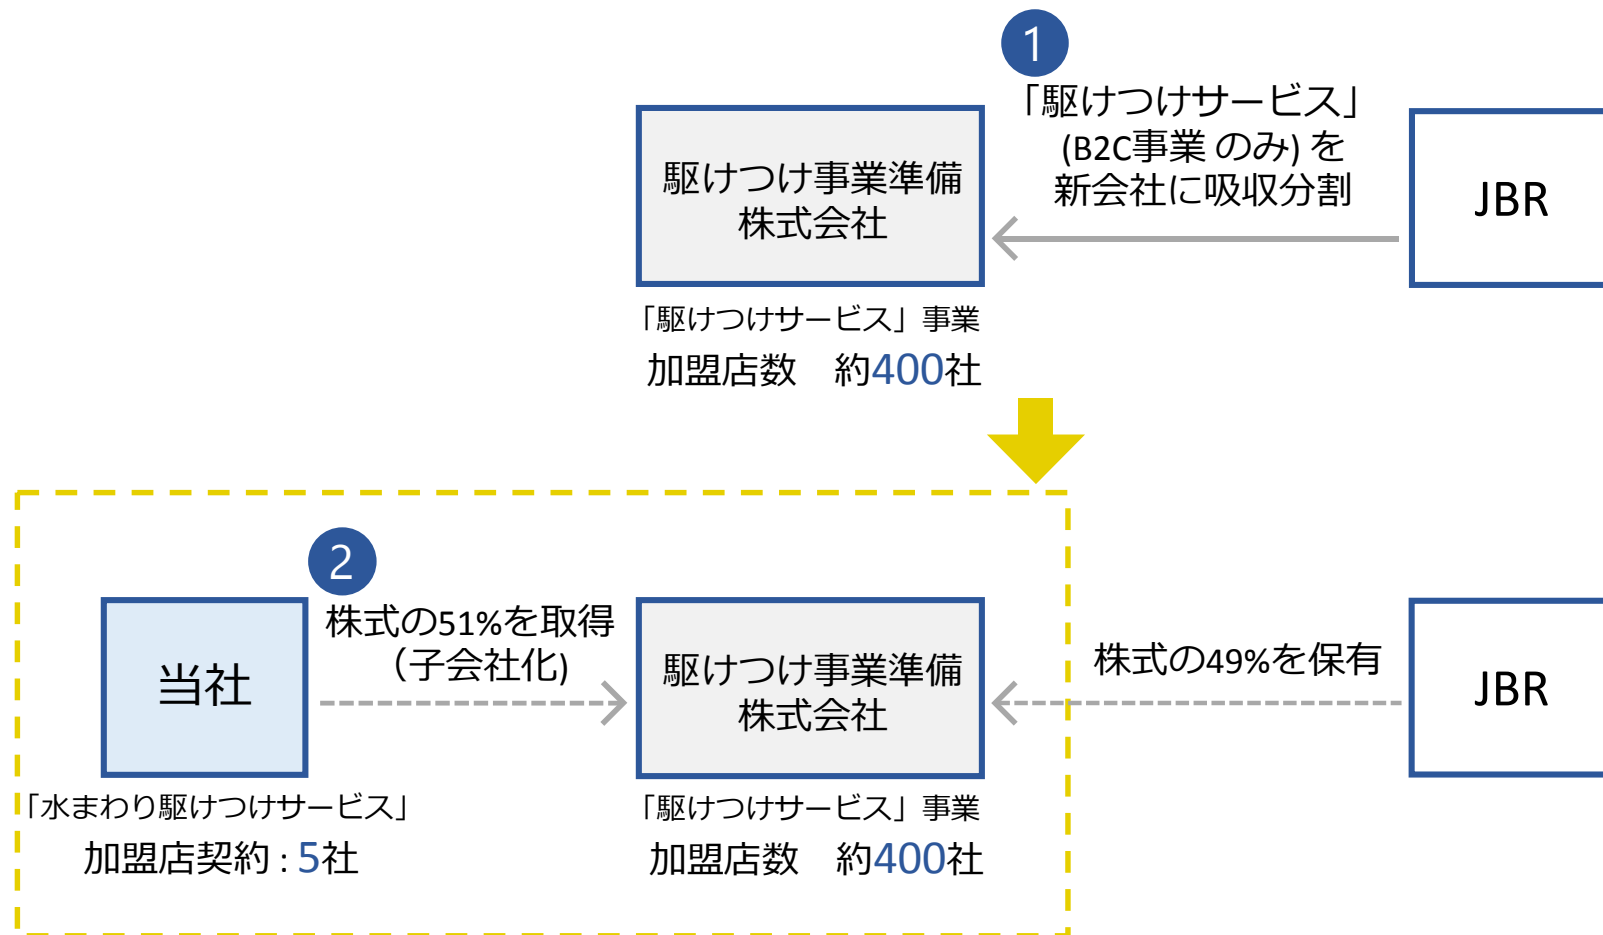 1
「駆けつけサービス」
(B2C事業 のみ) を
新会社に吸収分割
駆けつけ事業準備
株式会社
JBR
「駆けつけサービス」事業
加盟店数　約400社
2
株式の51%を取得
（子会社化)
当社
駆けつけ事業準備
株式会社
株式の49%を保有
JBR
「水まわり駆けつけサービス」
加盟店契約 : 5社
「駆けつけサービス」事業
加盟店数　約400社